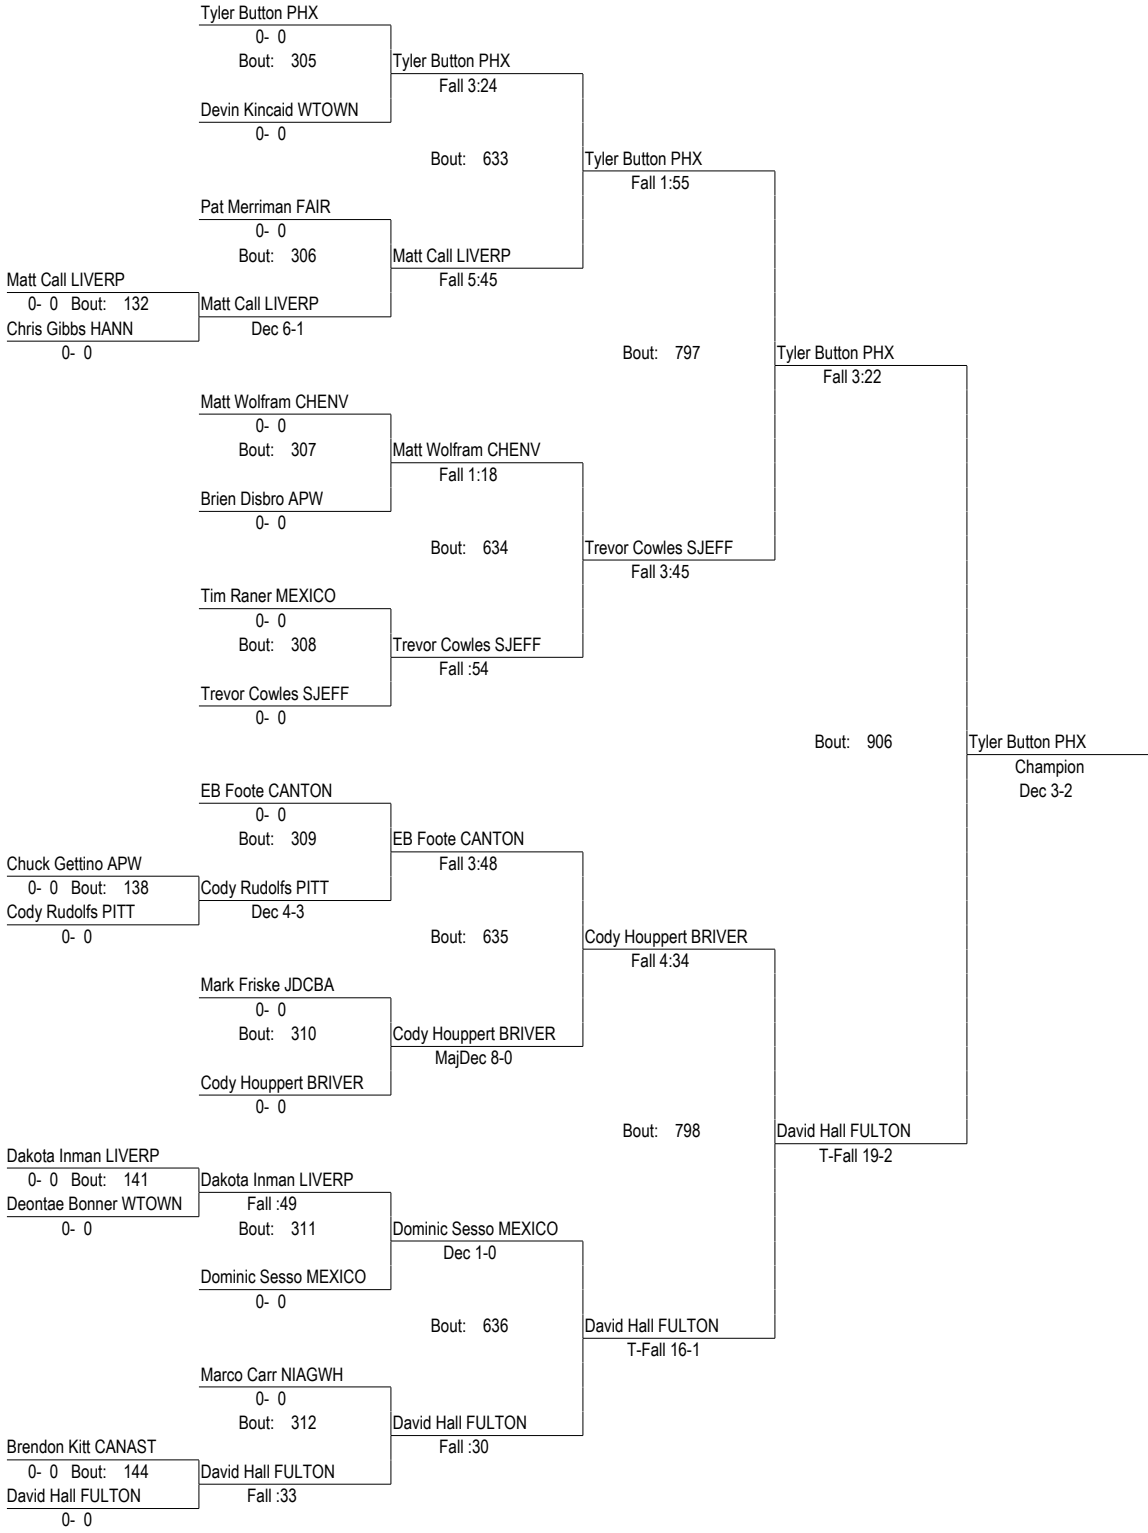 Tyler Button PHX
0- 0
Bout: 305
Tyler Button PHX
Fall 3:24
Devin Kincaid WTOWN
0- 0
Bout: 633
Tyler Button PHX
Fall 1:55
Pat Merriman FAIR
0- 0
Bout: 306
Matt Call LIVERP
Fall 5:45
Matt Call LIVERP
0- 0 Bout: 132
Matt Call LIVERP
Chris Gibbs HANN
Dec 6-1
0- 0
Bout: 797
Tyler Button PHX
Fall 3:22
Matt Wolfram CHENV
0- 0
Bout: 307
Matt Wolfram CHENV
Fall 1:18
Brien Disbro APW
0- 0
Bout: 634
Trevor Cowles SJEFF
Fall 3:45
Tim Raner MEXICO
0- 0
Bout: 308
Trevor Cowles SJEFF
Fall :54
Trevor Cowles SJEFF
0- 0
Bout: 906
Tyler Button PHX
Champion
Dec 3-2
EB Foote CANTON
0- 0
Bout: 309
EB Foote CANTON
Fall 3:48
Chuck Gettino APW
0- 0 Bout: 138
Cody Rudolfs PITT
Cody Rudolfs PITT
Dec 4-3
0- 0
Bout: 635
Cody Houppert BRIVER
Fall 4:34
Mark Friske JDCBA
0- 0
Bout: 310
Cody Houppert BRIVER
MajDec 8-0
Cody Houppert BRIVER
0- 0
Bout: 798
David Hall FULTON
T-Fall 19-2
Dakota Inman LIVERP
0- 0 Bout: 141
Dakota Inman LIVERP
Deontae Bonner WTOWN
Fall :49
0- 0
Bout: 311
Dominic Sesso MEXICO
Dec 1-0
Dominic Sesso MEXICO
0- 0
Bout: 636
David Hall FULTON
T-Fall 16-1
Marco Carr NIAGWH
0- 0
Bout: 312
David Hall FULTON
Fall :30
Brendon Kitt CANAST
0- 0 Bout: 144
David Hall FULTON
David Hall FULTON
Fall :33
0- 0